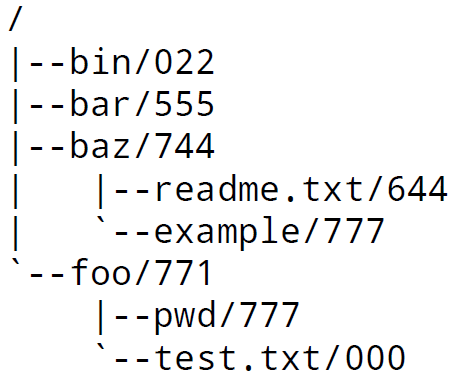 /
|--bin/022
|--bar/555
|--baz/744
|   |--readme.txt/644
|   `--example/777
`--foo/771
    |--pwd/777
    `--test.txt/000